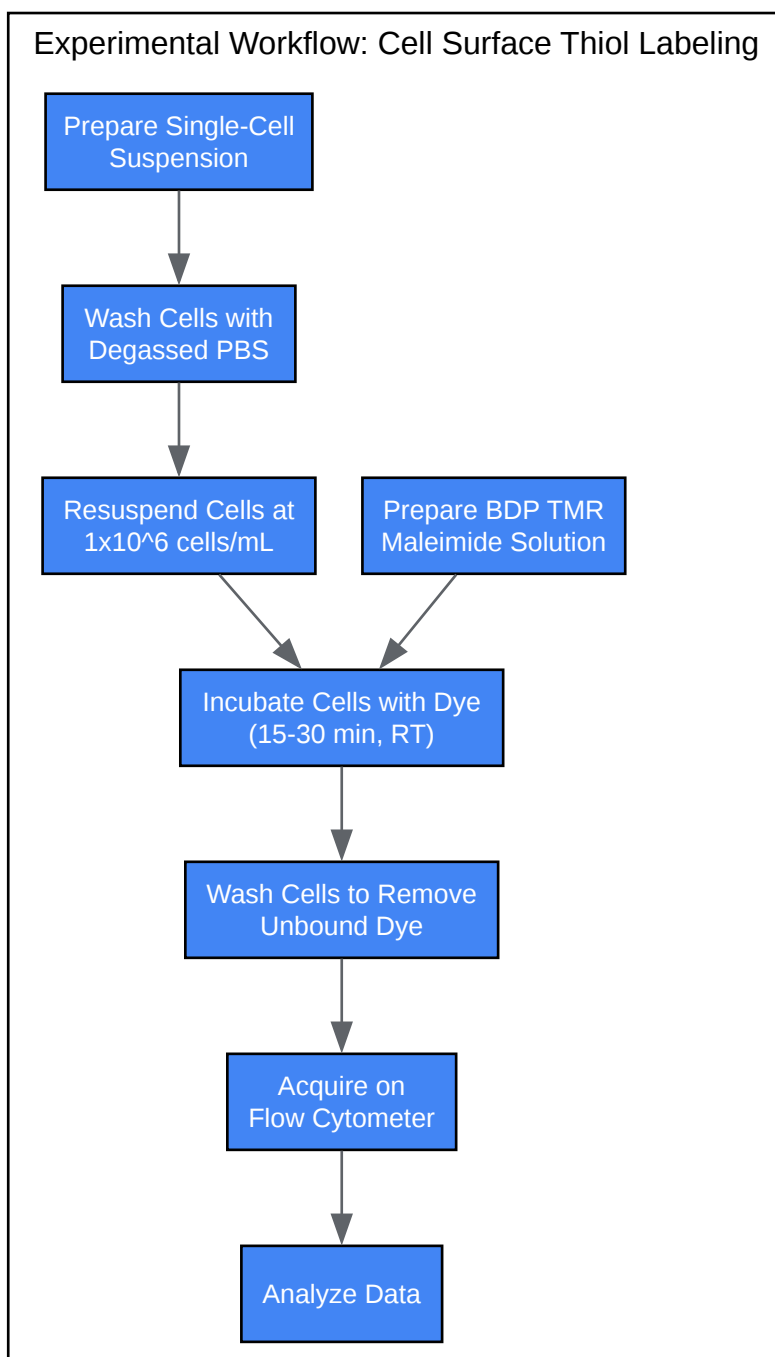 Experimental Workflow: Cell Surface Thiol Labeling
Prepare Single-Cell
Suspension
Wash Cells with
Degassed PBS
Resuspend Cells at
1x10^6 cells/mL
Prepare BDP TMR
Maleimide Solution
Incubate Cells with Dye
(15-30 min, RT)
Wash Cells to Remove
Unbound Dye
Acquire on
Flow Cytometer
Analyze Data